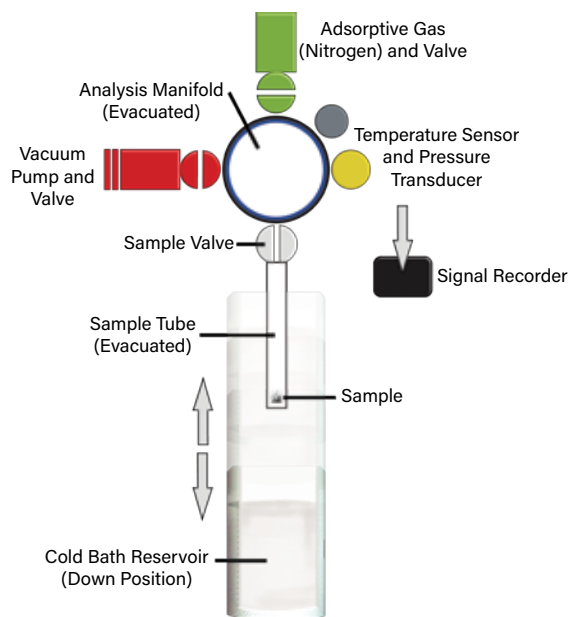 Adsorptive Gas
(Nitrogen) and Valve
Analysis Manifold
(Evacuated)
Temperature Sensor
and Pressure
Transducer
Vacuum
Pump and
Valve
Sample Valve
Signal Recorder
Sample Tube
(Evacuated)
Sample
Cold Bath Reservoir
(Down Position)